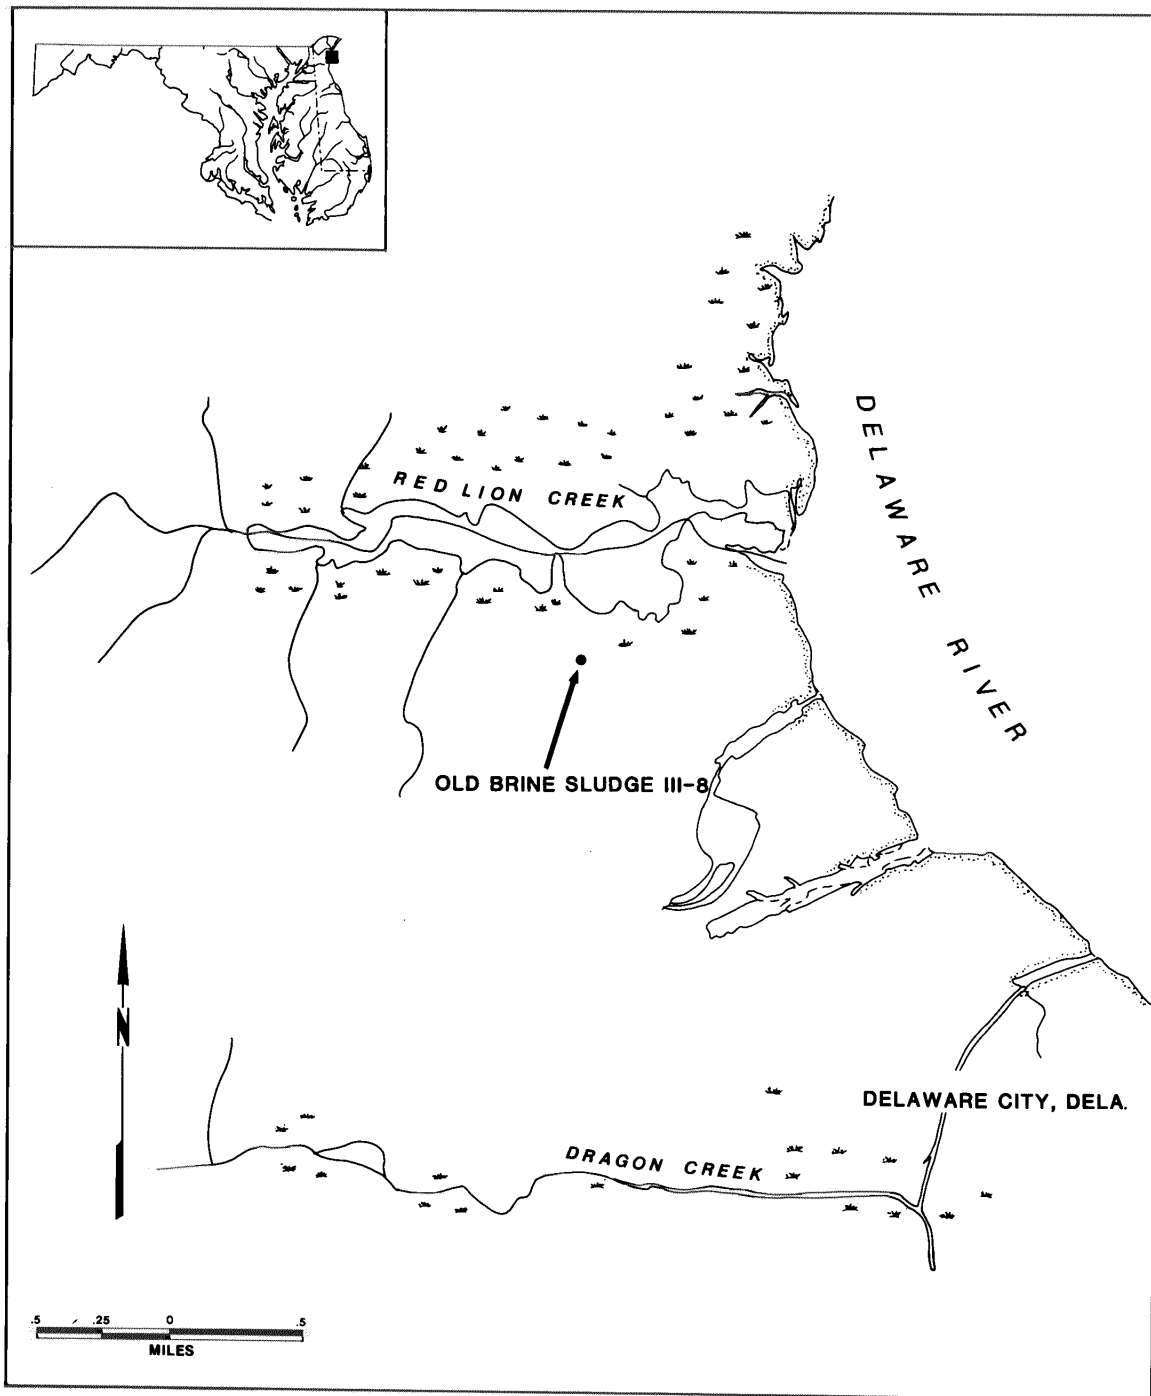 RED LION CREEK
DELAWARE RIVER
OLD BRINE SLUDGE III-8
N
DELAWARE CITY, DELA.
DRAGON CREEK
.5 .25 0 .5
MILES